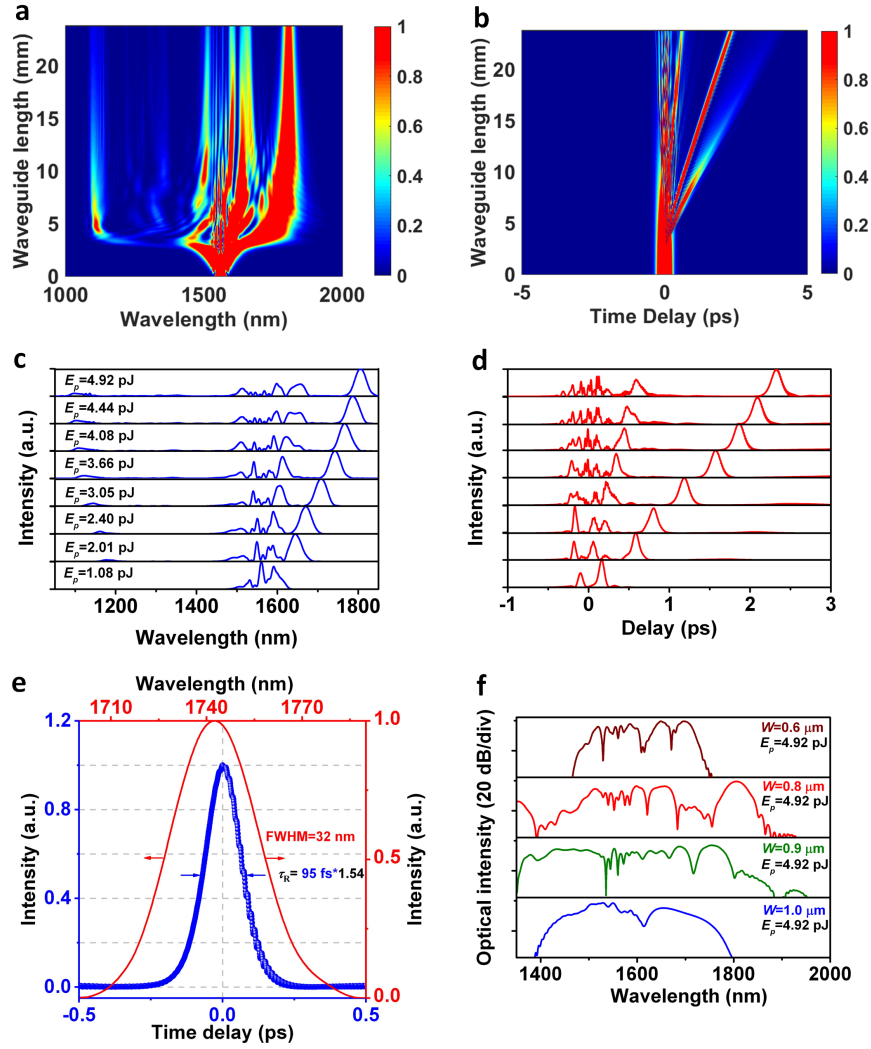 a
Waveguide length (mm)
20
15
10
5
0
1000
1500
2000
Wavelength (nm)
1
0.8
0.6
0.4
0.2
0
b
Waveguide length (mm)
20
15
10
5
0
-5
0
5
Time Delay (ps)
1
0.8
0.6
0.4
0.2
0
c
Intensity (a.u.)
Ep=4.92 pJ
Ep=4.44 pJ
Ep=4.08 pJ
Ep=3.66 pJ
Ep=3.05 pJ
Ep=2.40 pJ
Ep=2.01 pJ
Ep=1.08 pJ
1200
1400
1600
1800
Wavelength (nm)
d
Intensity (a.u.)
-1
0
1
2
3
Delay (ps)
e
Wavelength (nm)
1710
1740
1770
Intensity (a.u.)
1.2
0.9
0.6
0.4
0.2
0.0
1.0
0.5
0.0
Intensity (a.u.)
FWHM=32 nm
τR= 95 fs*1.54
-0.5
0.0
0.5
Time delay (ps)
f
Optical intensity (20 dB/div)
W=0.6 μm
Ep=4.92 pJ
W=0.8 μm
Ep=4.92 pJ
W=0.9 μm
Ep=4.92 pJ
W=1.0 μm
Ep=4.92 pJ
1400
1600
1800
2000
Wavelength (nm)